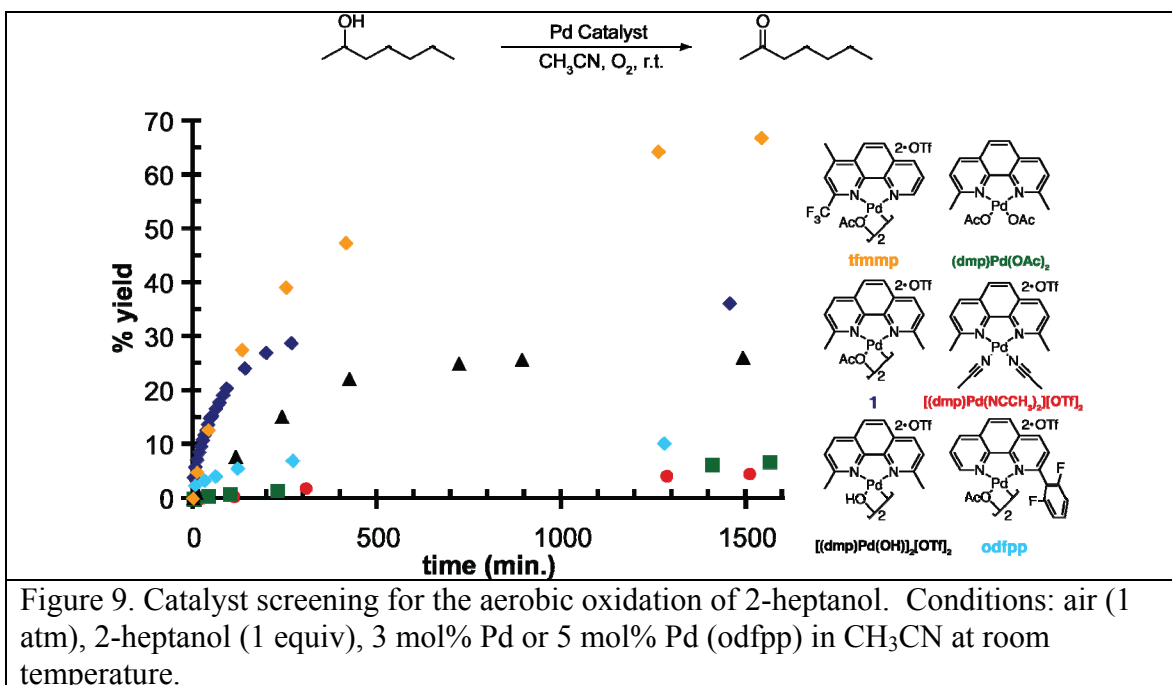 OH
O
Pd Catalyst
CH₃CN, O₂, r.t.
% yield
70
60
50
40
30
20
10
0
0
500
1000
1500
time (min.)
2•OTf
N
N
F₃C
Pd
AcO
2
tfmmp
N
N
Pd
AcO
OAc
(dmp)Pd(OAc)₂
2•OTf
N
N
Pd
AcO
2
1
2•OTf
N
N
Pd
N
N
[(dmp)Pd(NCCH₃)₂][OTf]₂
2•OTf
N
N
Pd
HO
2
[(dmp)Pd(OH)]₂[OTf]₂
2•OTf
N
N
Pd
F
AcO
F
2
odfpp
Figure 9. Catalyst screening for the aerobic oxidation of 2-heptanol. Conditions: air (1
atm), 2-heptanol (1 equiv), 3 mol% Pd or 5 mol% Pd (odfpp) in CH₃CN at room
temperature.